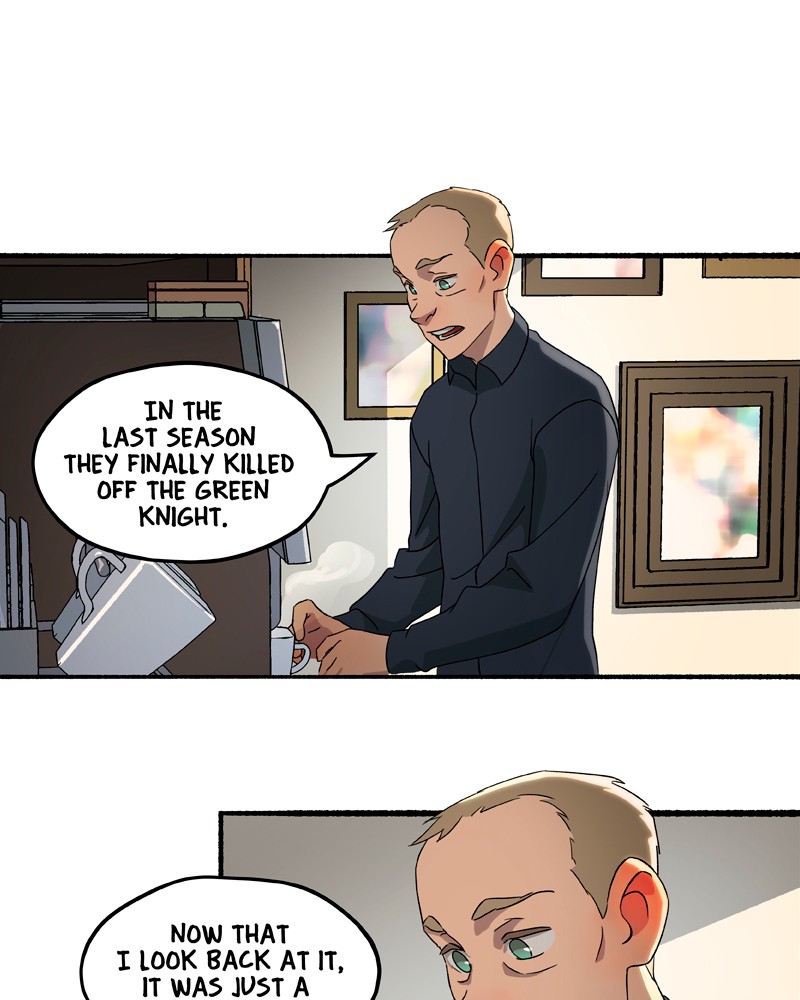 IN THE
LAST SEASON
THEY FINALLY KILLED
OFF THE GREEN
KNIGHT.
NOW THAT
I LOOK BACK AT IT,
IT WAS JUST A